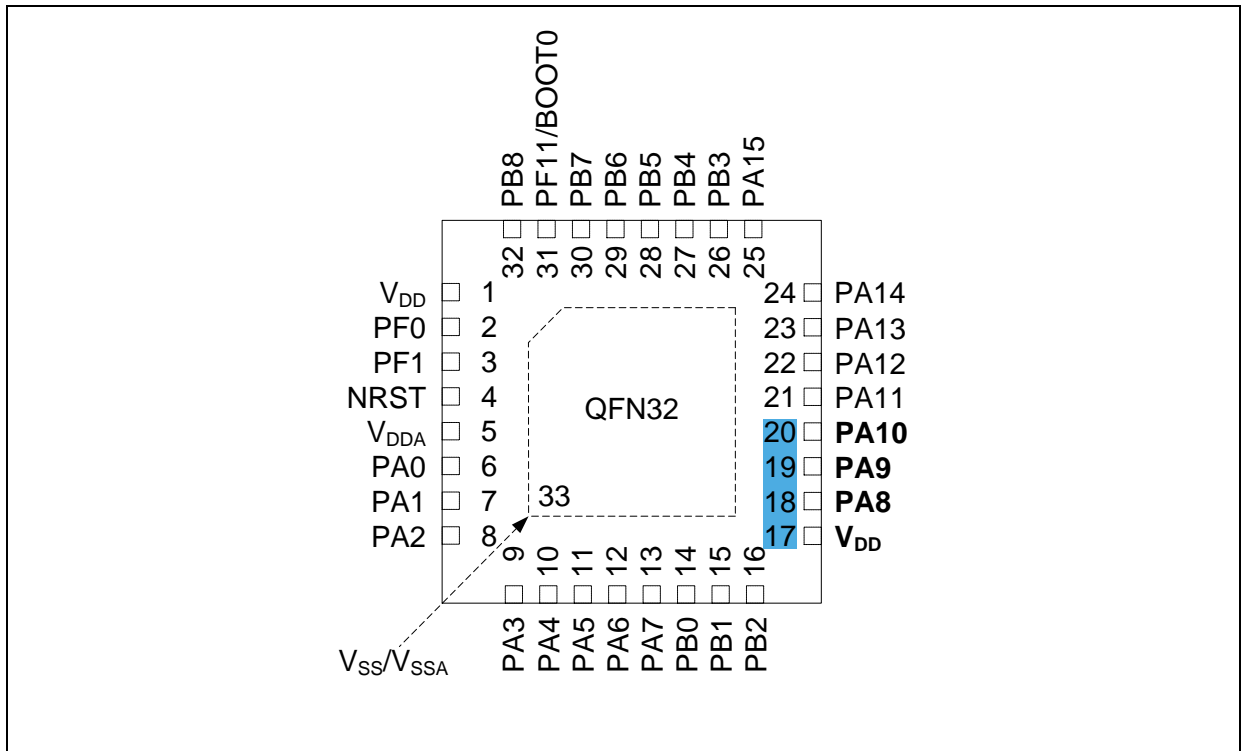 PB8
PF11/BOOT0
PB7
PB6
PB5
PB4
PB3
PA15
32
31
30
29
28
27
26
25
VDD 1
PF0 2
PF1 3
NRST 4
VDDA 5
PA0 6
PA1 7
PA2 8
24 PA14
23 PA13
22 PA12
21 PA11
20 PA10
19 PA9
18 PA8
17 VDD
QFN32
33
9
10
11
12
13
14
15
16
PA3
PA4
PA5
PA6
PA7
PB0
PB1
PB2
VSS/VSSA